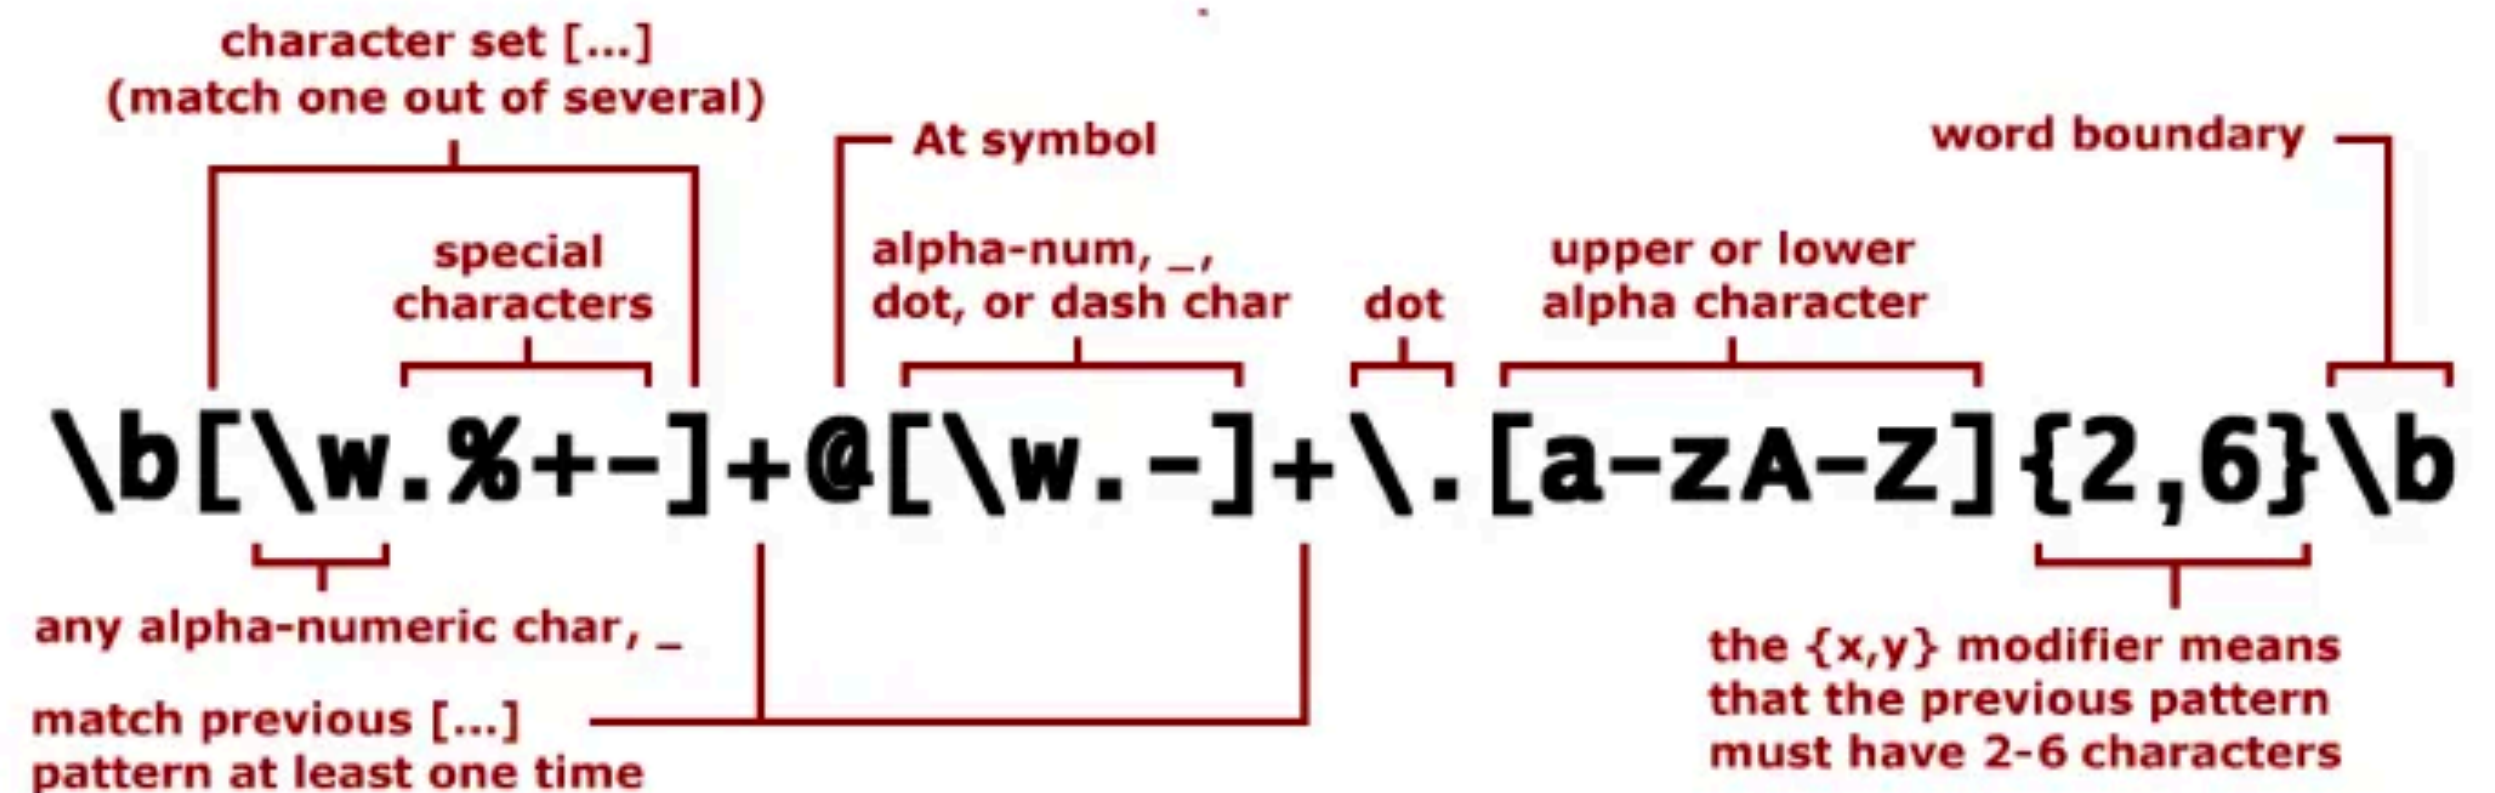 character set [...]
(match one out of several)
At symbol
word boundary
special
characters
alpha-num, _,
dot, or dash char
dot
upper or lower
alpha character
\b[\w.%+-]+@[\w.-]+\.[a-zA-Z]{2,6}\b
any alpha-numeric char, _
match previous [...]
pattern at least one time
the {x,y} modifier means
that the previous pattern
must have 2-6 characters